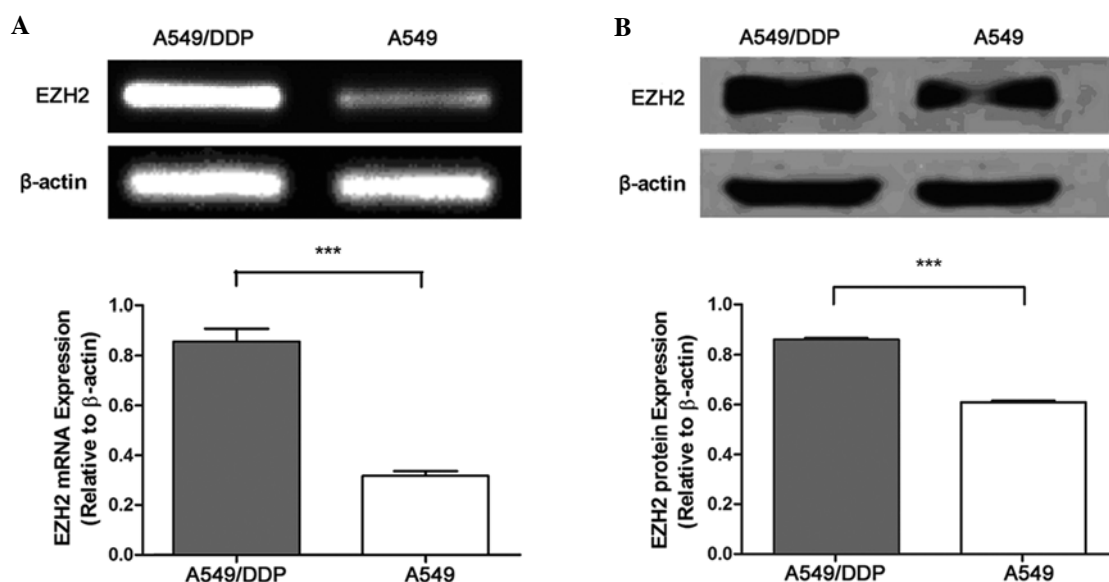 A
A549/DDP A549
EZH2
β-actin
***
EZH2 mRNA Expression
(Relative to β-actin)
1.0
0.8
0.6
0.4
0.2
0.0
A549/DDP A549
B
A549/DDP A549
EZH2
β-actin
***
EZH2 protein Expression
(Relative to β-actin)
1.0
0.8
0.6
0.4
0.2
0.0
A549/DDP A549